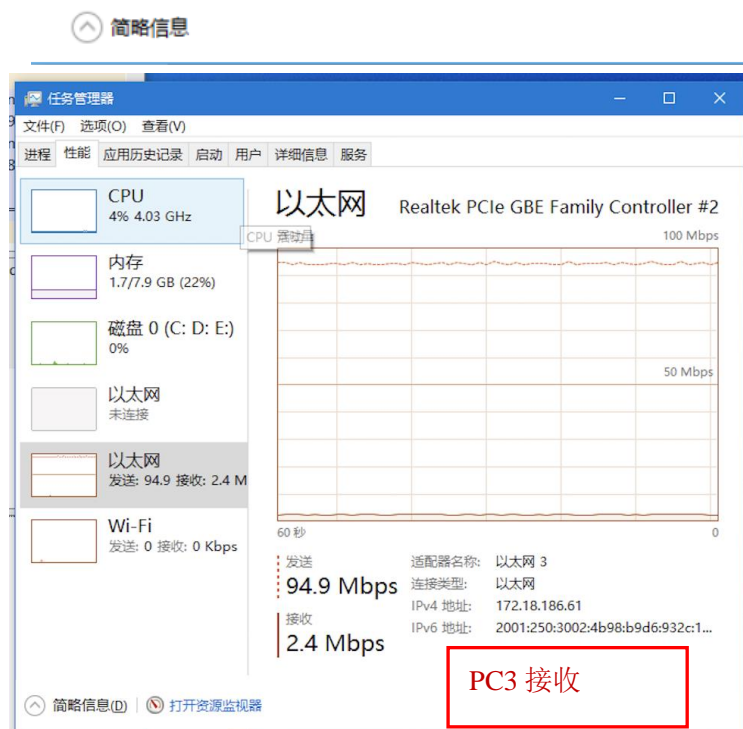 简略信息
任务管理器
文件(F) 选项(O) 查看(V)
进程 性能 应用历史记录 启动 用户 详细信息 服务
CPU
4% 4.03 GHz
内存
1.7/7.9 GB (22%)
磁盘 0 (C: D: E:)
0%
以太网
未连接
以太网
发送: 94.9 接收: 2.4 M
Wi-Fi
发送: 0 接收: 0 Kbps
以太网 Realtek PCIe GBE Family Controller #2
CPU 活动
100 Mbps
50 Mbps
60 秒 0
发送
94.9 Mbps
接收
2.4 Mbps
适配器名称: 以太网 3
连接类型: 以太网
IPv4 地址: 172.18.186.61
IPv6 地址: 2001:250:3002:4b98:b9d6:932c:1...
PC3 接收
简略信息(D) 打开资源监视器